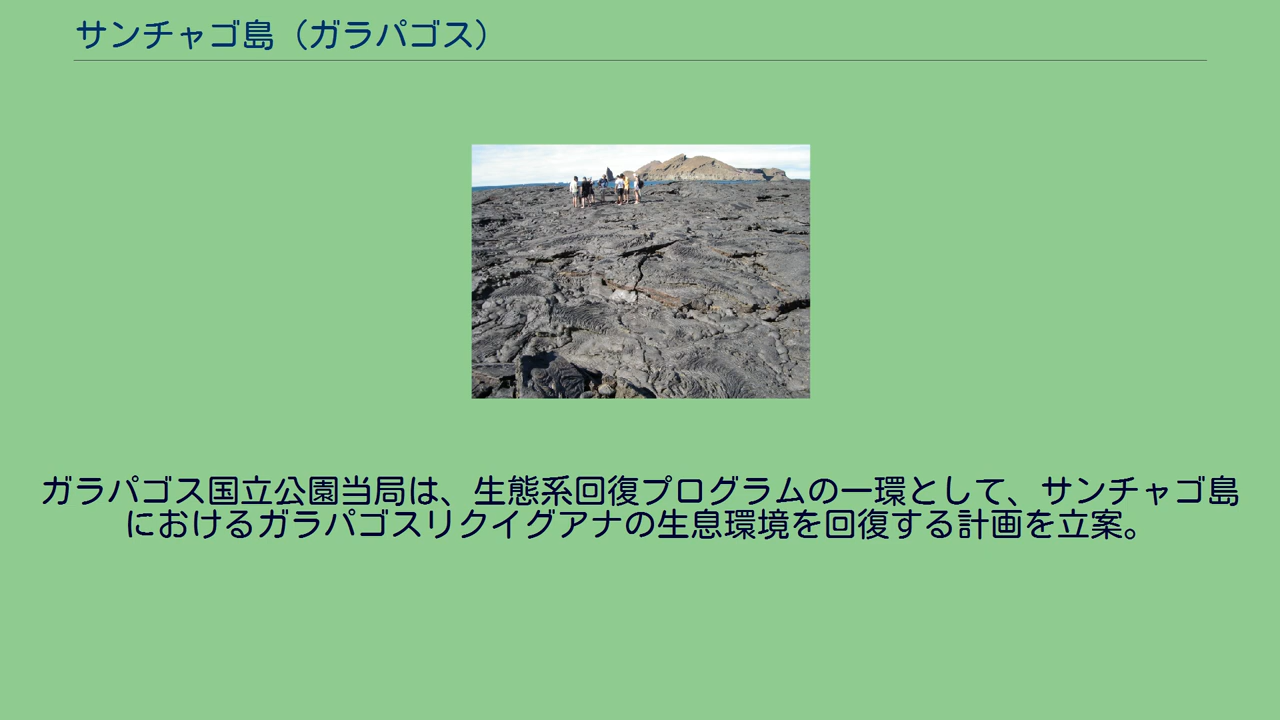 サンチャゴ島（ガラパゴス）
ガラパゴス国立公園当局は、生態系回復プログラムの一環として、サンチャゴ島
におけるガラパゴスリクイグアナの生息環境を回復する計画を立案。